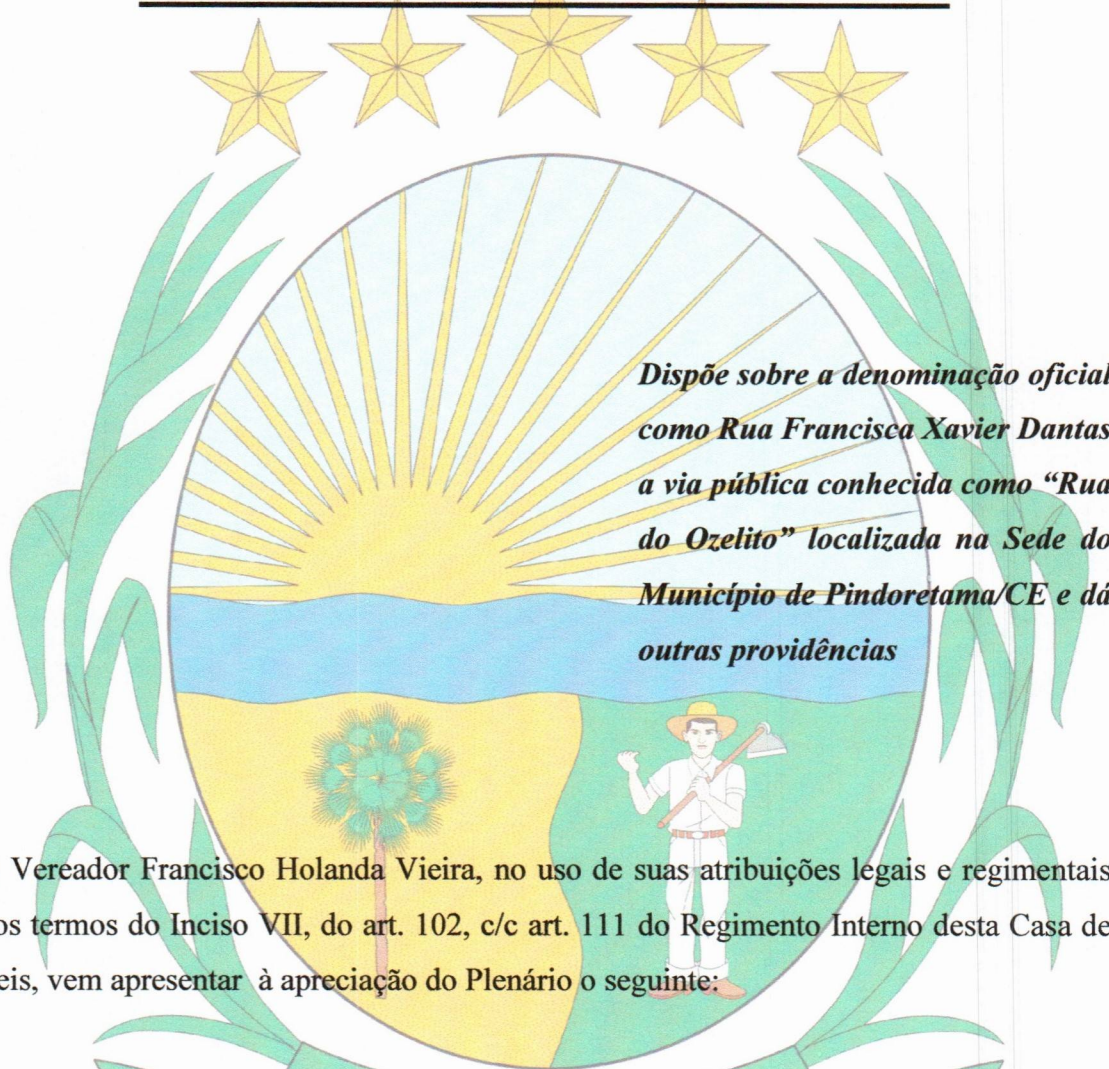 Dispõe sobre a denominação oficial
como Rua Francisca Xavier Dantas
a via pública conhecida como “Rua
do Ozelito” localizada na Sede do
Município de Pindoretama/CE e dá
outras providências
Vereador Francisco Holanda Vieira, no uso de suas atribuições legais e regimentais
os termos do Inciso VII, do art. 102, c/c art. 111 do Regimento Interno desta Casa de
eis, vem apresentar à apreciação do Plenário o seguinte: